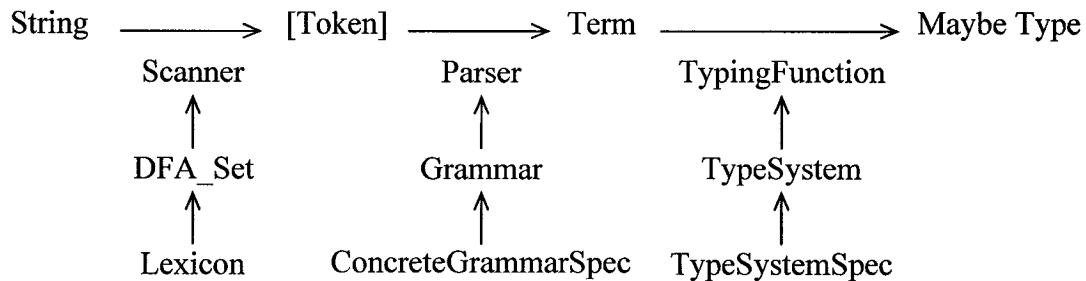 String [Token] Term Maybe Type
Scanner Parser TypingFunction
DFA_Set Grammar TypeSystem
Lexicon ConcreteGrammarSpec TypeSystemSpec